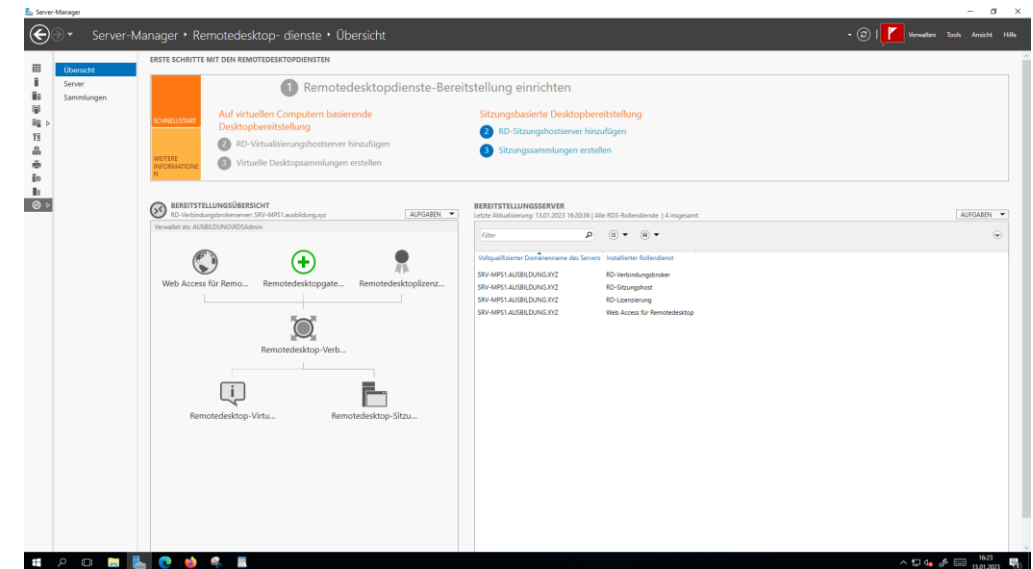 Server-Manager
Server-Manager • Remotedesktop- dienste • Übersicht
Verwalten Tools Ansicht Hilfe
Übersicht
Server
Sammlungen
ERSTE SCHRITTE MIT DEN REMOTEDESKTOPDIENSTEN
1 Remotedesktopdienste-Bereitstellung einrichten
SCHNELLSTART
WEITERE
INFORMATIONE
N
Auf virtuellen Computern basierende
Desktopbereitstellung
2 RD-Virtualisierungshostserver hinzufügen
3 Virtuelle Desktopsammlungen erstellen
Sitzungsbasierte Desktopbereitstellung
2 RD-Sitzungshostserver hinzufügen
3 Sitzungssammlungen erstellen
BEREITSTELLUNGSÜBERSICHT
RD-Verbindungsbrokerserver: SRV-MPS1.ausbildung.xyz
AUFGABEN
Verwaltet als: AUSBILDUNG\RDSAdmin
Web Access für Remo... Remotedesktopgate... Remotedesktoplizenz...
Remotedesktop-Verb...
Remotedesktop-Virtu... Remotedesktop-Sitzu...
BEREITSTELLUNGSSERVER
Letzte Aktualisierung: 13.01.2023 16:20:36 | Alle RDS-Rollendienste | 4 insgesamt
AUFGABEN
Filter
Vollqualifizierter Domänenname des Servers Installierter Rollendienst
SRV-MPS1.AUSBILDUNG.XYZ RD-Verbindungsbroker
SRV-MPS1.AUSBILDUNG.XYZ RD-Sitzungshost
SRV-MPS1.AUSBILDUNG.XYZ RD-Lizenzierung
SRV-MPS1.AUSBILDUNG.XYZ Web Access für Remotedesktop
16:23
13.01.2023